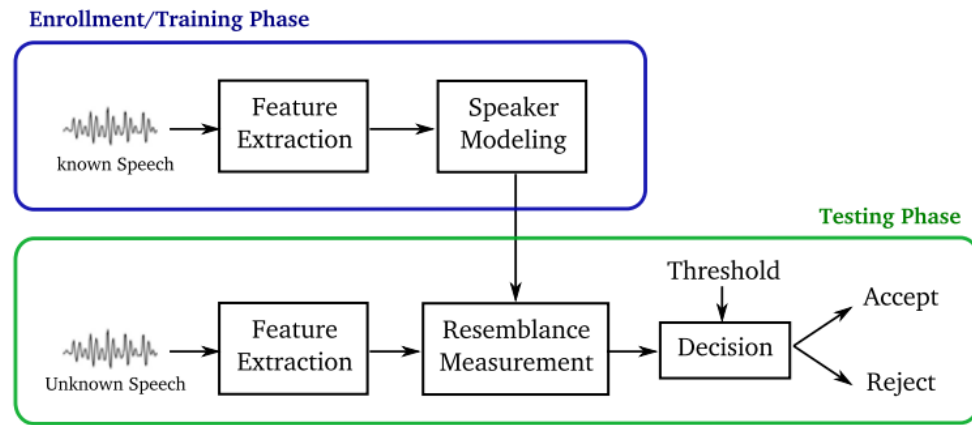 Enrollment/Training Phase
Feature
Extraction
Speaker
Modeling
known Speech
Testing Phase
Threshold
Accept
Feature
Extraction
Resemblance
Measurement
Decision
Unknown Speech
Reject